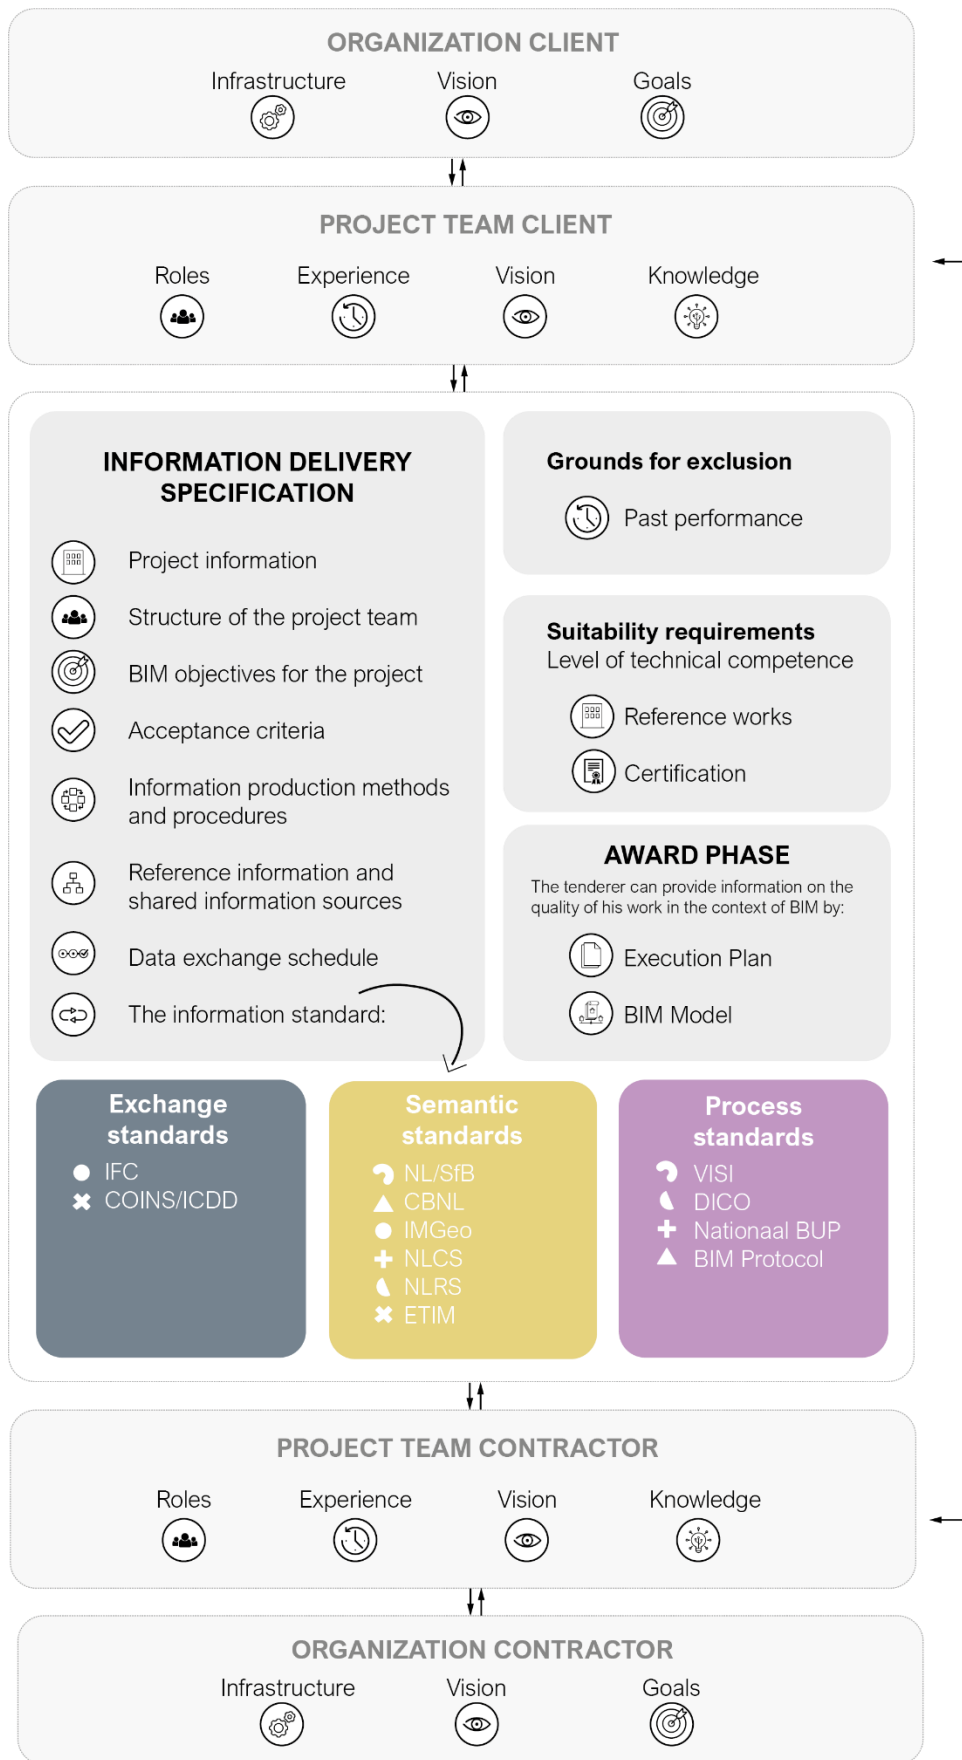 ORGANIZATION CLIENT
Infrastructure Vision Goals
PROJECT TEAM CLIENT
Roles Experience Vision Knowledge
INFORMATION DELIVERY
SPECIFICATION
Project information
Structure of the project team
BIM objectives for the project
Acceptance criteria
Information production methods
and procedures
Reference information and
shared information sources
Data exchange schedule
The information standard:
Grounds for exclusion
Past performance
Suitability requirements
Level of technical competence
Reference works
Certification
AWARD PHASE
The tenderer can provide information on the
quality of his work in the context of BIM by:
Execution Plan
BIM Model
Exchange
standards
IFC
COINS/ICDD
Semantic
standards
NL/SfB
CBNL
IMGeo
NLCS
NLRS
ETIM
Process
standards
VISI
DICO
Nationaal BUP
BIM Protocol
PROJECT TEAM CONTRACTOR
Roles Experience Vision Knowledge
ORGANIZATION CONTRACTOR
Infrastructure Vision Goals